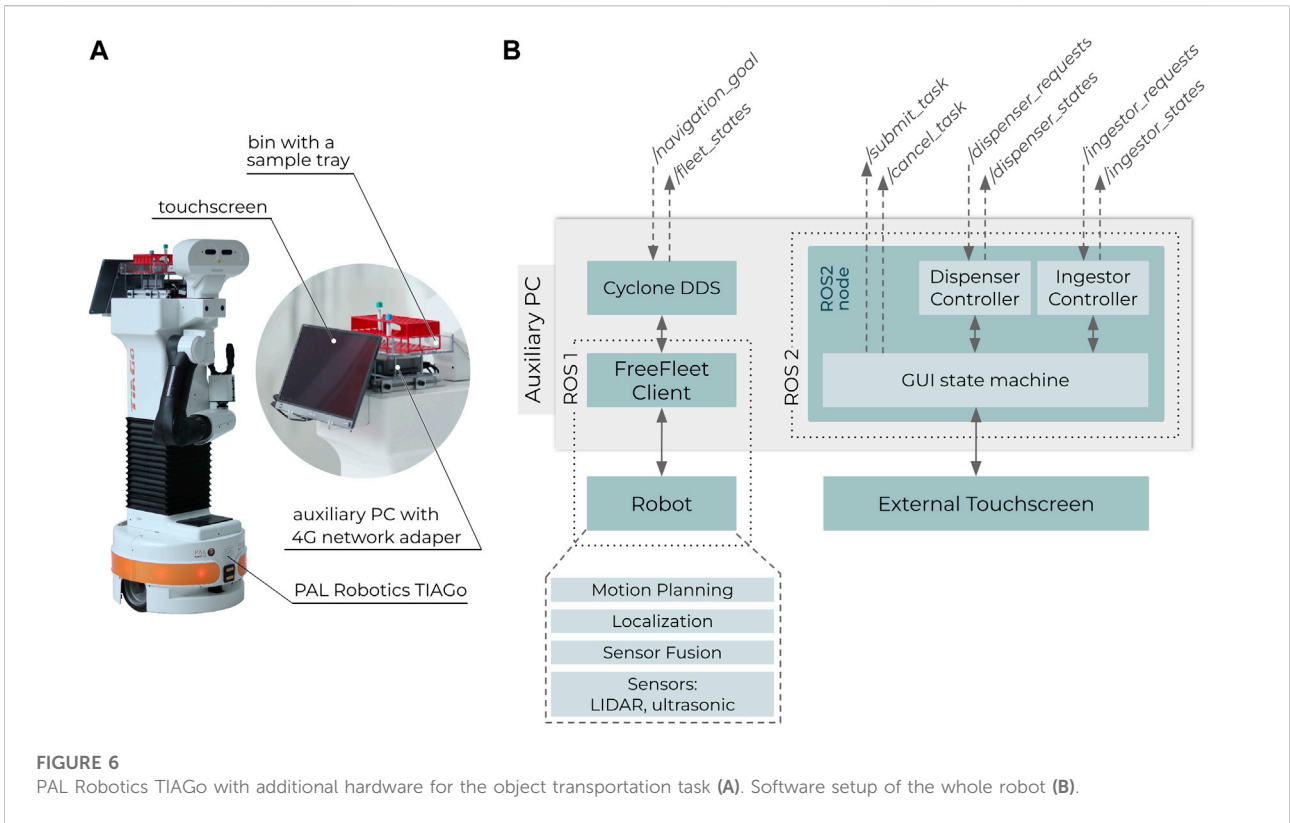 A
bin with a
sample tray
touchscreen
TIAGO
PAL
auxiliary PC with
4G network adaper
PAL Robotics TIAGo
B
/navigation_goal
/fleet_states
/submit_task
/cancel_task
/dispenser_requests
/dispenser_states
/ingestor_requests
/ingestor_states
Auxiliary PC
Cyclone DDS
ROS 1
FreeFleet
Client
Robot
Motion Planning
Localization
Sensor Fusion
Sensors:
LIDAR, ultrasonic
ROS 2
ROS2
node
Dispenser
Controller
Ingestor
Controller
GUI state machine
External Touchscreen
FIGURE 6
PAL Robotics TIAGo with additional hardware for the object transportation task (A). Software setup of the whole robot (B).